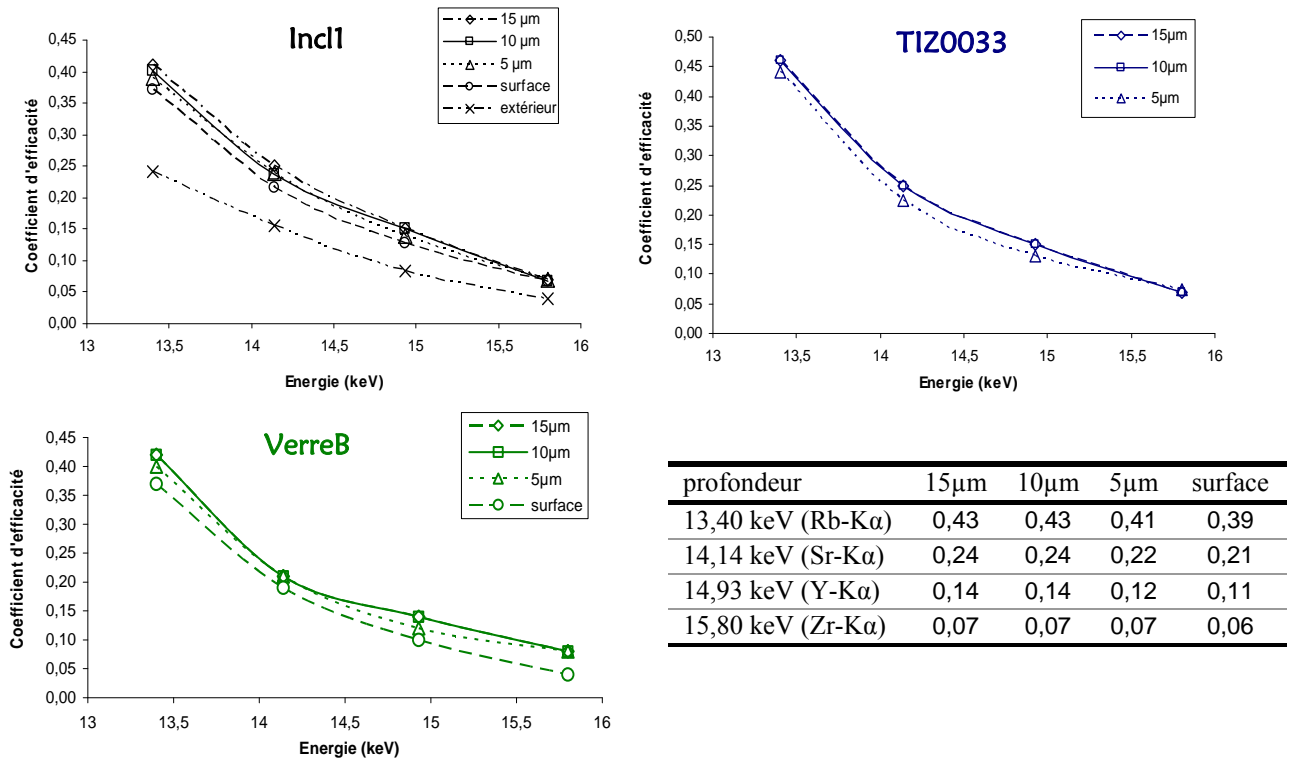 Incl1
15 µm
10 µm
5 µm
surface
extérieur
Coefficient d'efficacité
0,45
0,40
0,35
0,30
0,25
0,20
0,15
0,10
0,05
0,00
13 13,5 14 14,5 15 15,5 16
Energie (keV)
TIZ0033
15µm
10µm
5µm
Coefficient d'efficacité
0,50
0,45
0,40
0,35
0,30
0,25
0,20
0,15
0,10
0,05
0,00
13 13,5 14 14,5 15 15,5 16
Energie (keV)
VerreB
15µm
10µm
5µm
surface
Coefficient d'efficacité
0,45
0,40
0,35
0,30
0,25
0,20
0,15
0,10
0,05
0,00
13 13,5 14 14,5 15 15,5 16
Energie (keV)
profondeur 15µm 10µm 5µm surface
13,40 keV (Rb-Kα) 0,43 0,43 0,41 0,39
14,14 keV (Sr-Kα) 0,24 0,24 0,22 0,21
14,93 keV (Y-Kα) 0,14 0,14 0,12 0,11
15,80 keV (Zr-Kα) 0,07 0,07 0,07 0,06